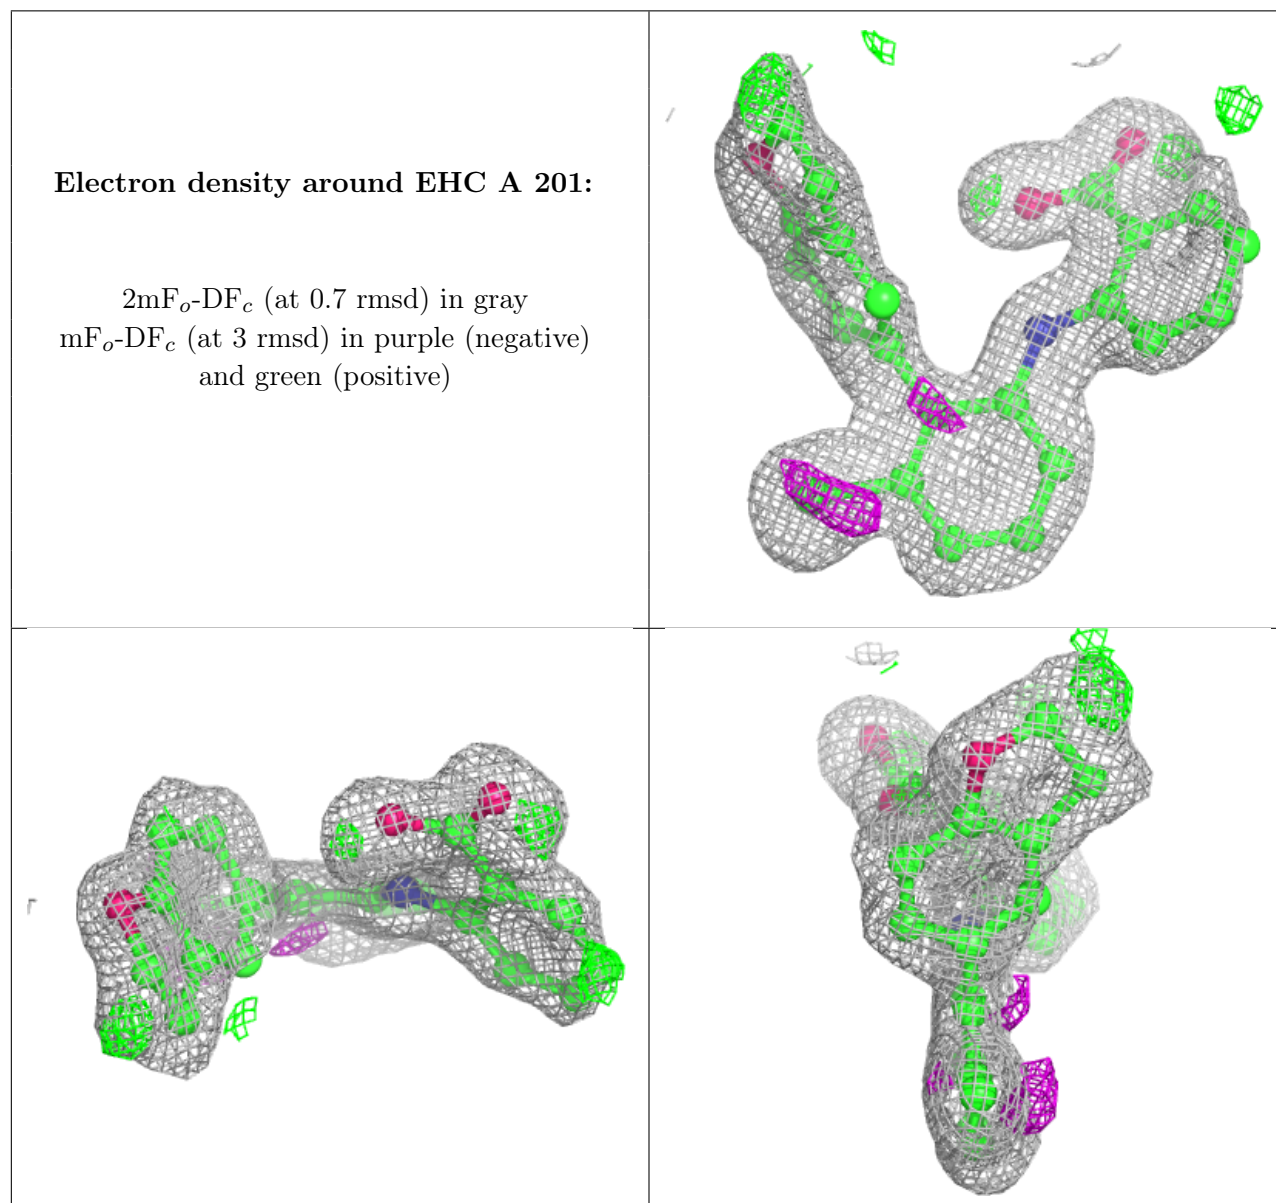 Electron density around EHC A 201:
2mFo-DFc (at 0.7 rmsd) in gray
mFo-DFc (at 3 rmsd) in purple (negative)
and green (positive)